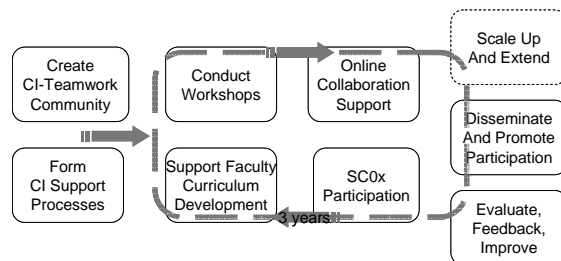 Create
CI-Teamwork
Community
Conduct
Workshops
Online
Collaboration
Support
Scale Up
And Extend
Disseminate
And Promote
Participation
Form
CI Support
Processes
Support Faculty
Curriculum
Development
SC0x
Participation
Evaluate,
Feedback,
Improve
3 years